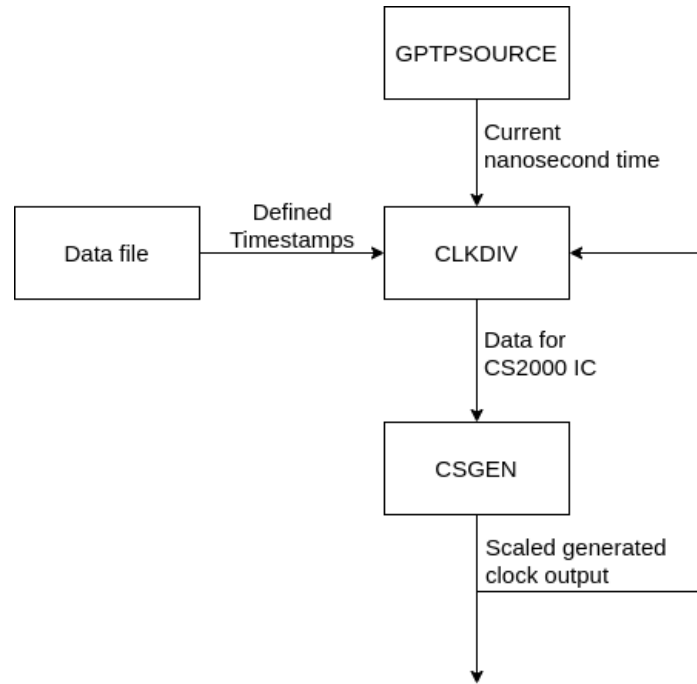 GPTPSOURCE
Current
nanosecond time
Defined
Timestamps
Data file
CLKDIV
Data for
CS2000 IC
CSGEN
Scaled generated
clock output